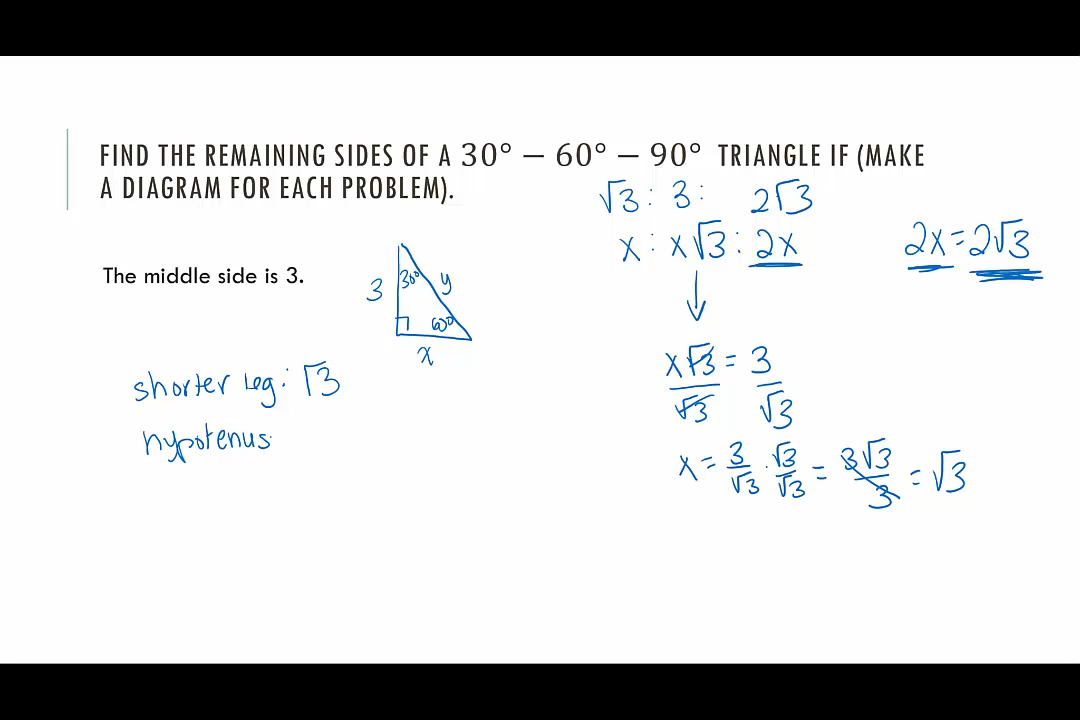 FIND THE REMAINING SIDES OF A 30° − 60° − 90° TRIANGLE IF (MAKE
A DIAGRAM FOR EACH PROBLEM).
√3 : 3 : 2√3
x : x√3 : 2x
2x = 2√3
The middle side is 3.
3
30°
y
60°
x
x√3 / √3 = 3 / √3
shorter leg: √3
hypotenus
x = 3/√3 · √3/√3 = 3√3/3 = √3